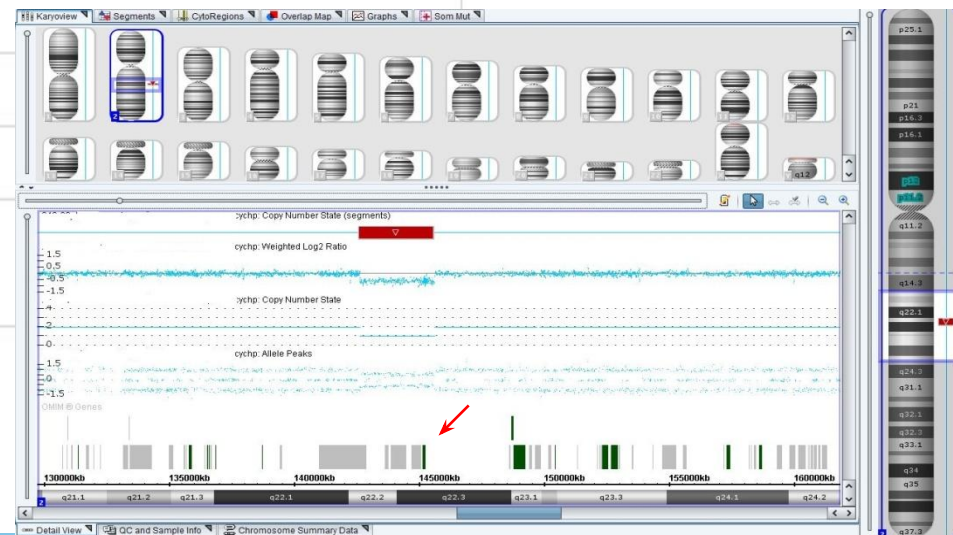 Karyoview Segments CytoRegions Overlap Map Graphs Som Mut
2
q12
cychp: Copy Number State (segments)
cychp: Weighted Log2 Ratio
1.5
0.5
-0.5
-1.5
ychp: Copy Number State
4
2
0
cychp: Allele Peaks
1.5
0
-1.5
OMIM ® Genes
130000kb 135000kb 140000kb 145000kb 150000kb 155000kb 160000kb
2 q21.1 q21.2 q21.3 q22.1 q22.2 q22.3 q23.1 q23.3 q24.1 q24.2
Detail View QC and Sample Info Chromosome Summary Data
p25.1
p21
p16.3
p16.1
q11.2
q14.3
q22.1
q24.3
q31.1
q32.1
q32.3
q33.1
q34
q35
q37.3
2